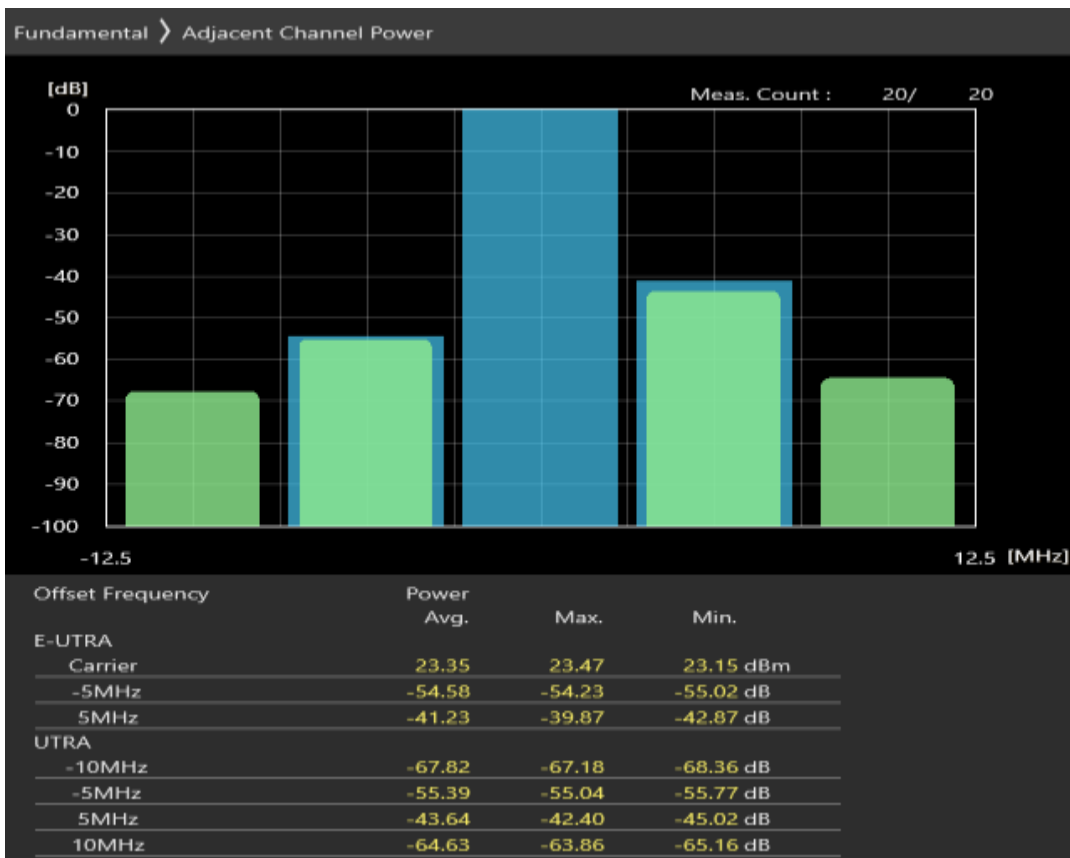 Fundamental ❯ Adjacent Channel Power
[dB]
Meas. Count : 20/ 20
0
-10
-20
-30
-40
-50
-60
-70
-80
-90
-100
-12.5 12.5 [MHz]
Offset Frequency Power
Avg. Max. Min.
E-UTRA
Carrier 23.35 23.47 23.15 dBm
-5MHz -54.58 -54.23 -55.02 dB
5MHz -41.23 -39.87 -42.87 dB
UTRA
-10MHz -67.82 -67.18 -68.36 dB
-5MHz -55.39 -55.04 -55.77 dB
5MHz -43.64 -42.40 -45.02 dB
10MHz -64.63 -63.86 -65.16 dB